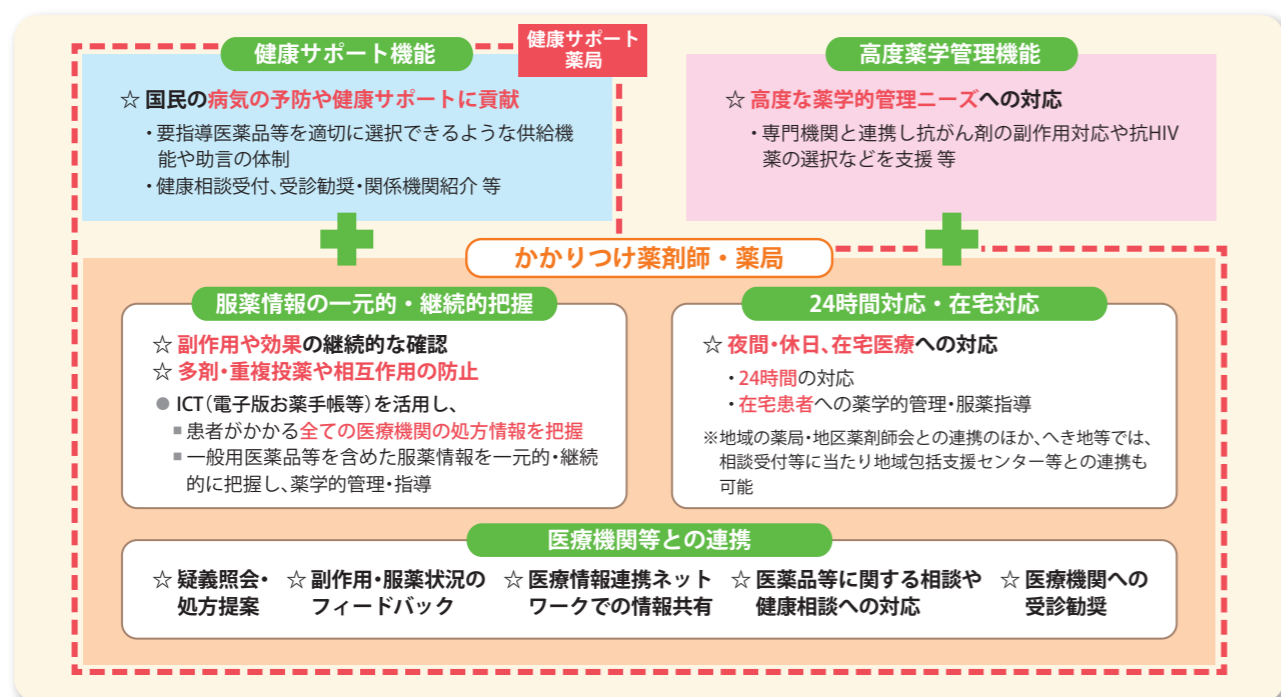 健康サポート機能
健康サポート
薬局
☆ 国民の病気の予防や健康サポートに貢献
・要指導医薬品等を適切に選択できるような供給機
能や助言の体制
・健康相談受付、受診勧奨・関係機関紹介 等
高度薬学管理機能
☆ 高度な薬学的管理ニーズへの対応
・専門機関と連携し抗がん剤の副作用対応や抗HIV
薬の選択などを支援 等
かかりつけ薬剤師・薬局
服薬情報の一元的・継続的把握
☆ 副作用や効果の継続的な確認
☆ 多剤・重複投薬や相互作用の防止
● ICT(電子版お薬手帳等)を活用し、
■ 患者がかかる全ての医療機関の処方情報を把握
■ 一般用医薬品等を含めた服薬情報を一元的・継続
的に把握し、薬学的管理・指導
24時間対応・在宅対応
☆ 夜間・休日、在宅医療への対応
・24時間の対応
・在宅患者への薬学的管理・服薬指導
※地域の薬局・地区薬剤師会との連携のほか、へき地等では、
相談受付等に当たり地域包括支援センター等との連携も
可能
医療機関等との連携
☆ 疑義照会・
処方提案
☆ 副作用・服薬状況の
フィードバック
☆ 医療情報連携ネット
ワークでの情報共有
☆ 医薬品等に関する相談や
健康相談への対応
☆ 医療機関への
受診勧奨